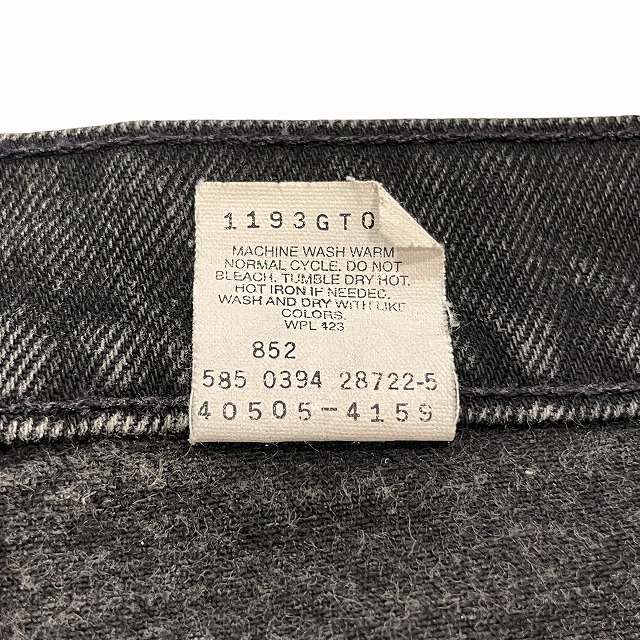 1193GTO
MACHINE WASH WARM
NORMAL CYCLE. DO NOT
BLEACH. TUMBLE DRY HOT.
HOT IRON IF NEEDED.
WASH AND DRY WITH LIKE
COLORS.
WPL 423
852
585 0394 28722-5
40505-4159